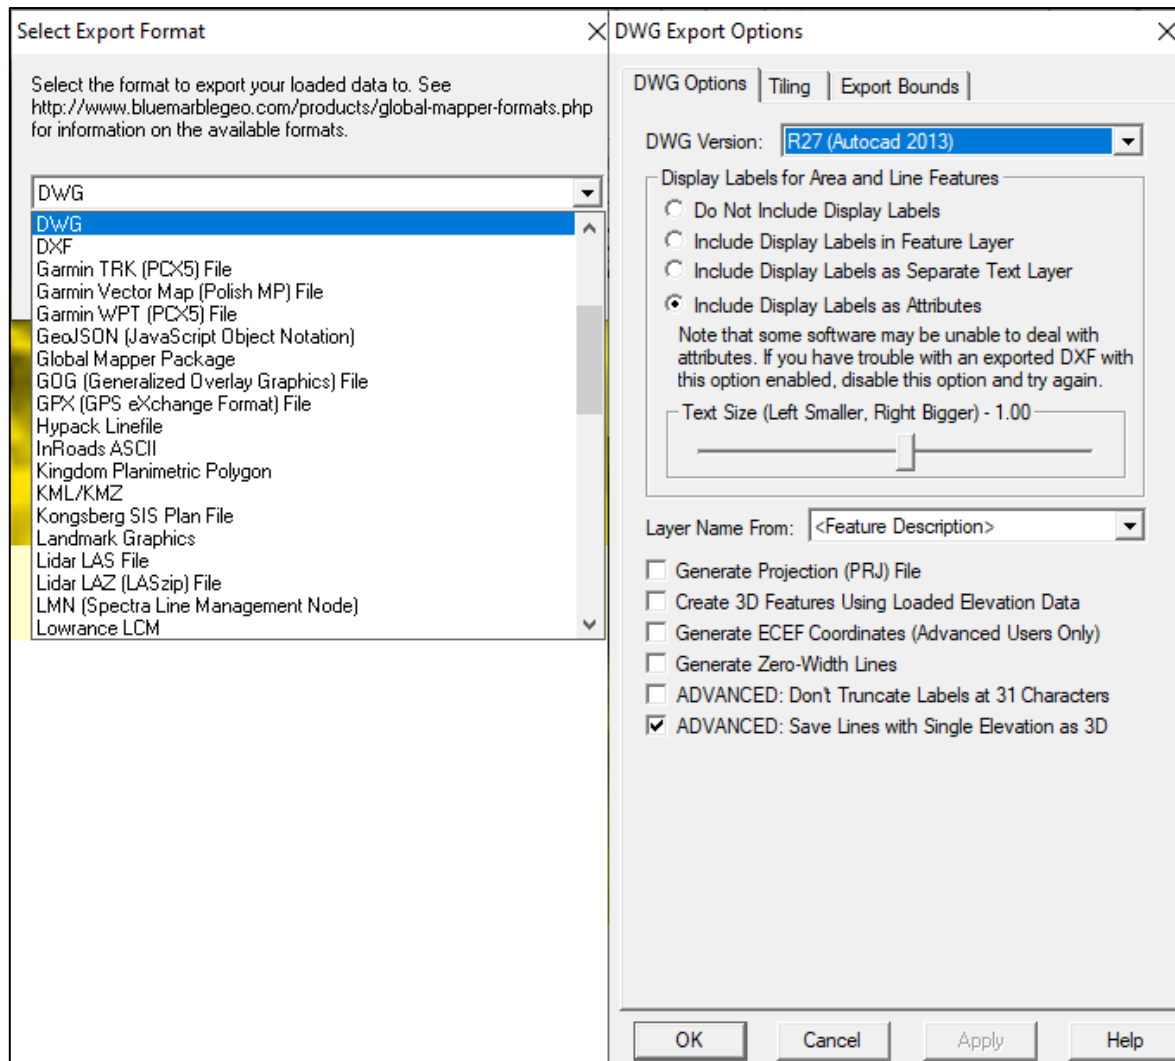 Select Export Format
Select the format to export your loaded data to. See
http://www.bluemarblegeo.com/products/global-mapper-formats.php
for information on the available formats.
DWG
DWG
DXF
Garmin TRK (PCX5) File
Garmin Vector Map (Polish MP) File
Garmin WPT (PCX5) File
GeoJSON (JavaScript Object Notation)
Global Mapper Package
GOG (Generalized Overlay Graphics) File
GPX (GPS eXchange Format) File
Hypack Linefile
InRoads ASCII
Kingdom Planimetric Polygon
KML/KMZ
Kongsberg SIS Plan File
Landmark Graphics
Lidar LAS File
Lidar LAZ (LASzip) File
LMN (Spectra Line Management Node)
Lowrance LCM
DWG Export Options
DWG Options Tiling Export Bounds
DWG Version: R27 (Autocad 2013)
Display Labels for Area and Line Features
Do Not Include Display Labels
Include Display Labels in Feature Layer
Include Display Labels as Separate Text Layer
Include Display Labels as Attributes
Note that some software may be unable to deal with
attributes. If you have trouble with an exported DXF with
this option enabled, disable this option and try again.
Text Size (Left Smaller, Right Bigger) - 1.00
Layer Name From: <Feature Description>
Generate Projection (PRJ) File
Create 3D Features Using Loaded Elevation Data
Generate ECEF Coordinates (Advanced Users Only)
Generate Zero-Width Lines
ADVANCED: Don't Truncate Labels at 31 Characters
ADVANCED: Save Lines with Single Elevation as 3D
OK Cancel Apply Help